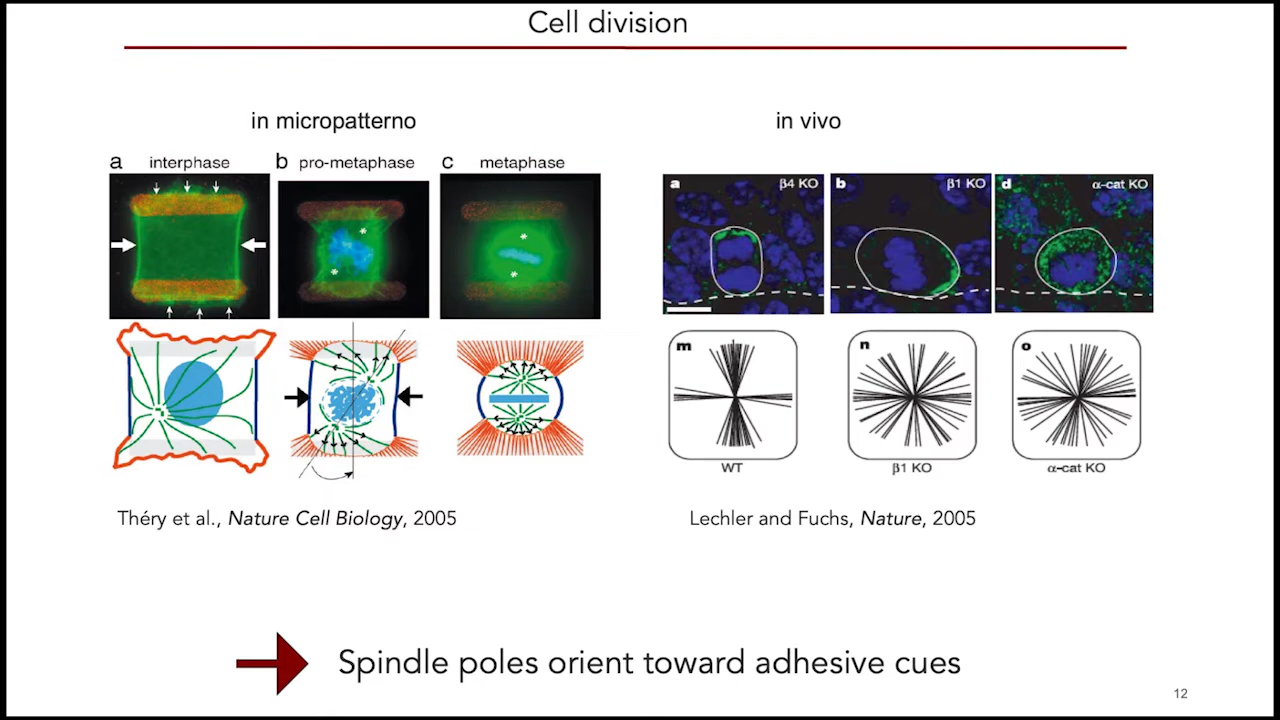 Cell division
in micropatterno
in vivo
a interphase
b pro-metaphase
c metaphase
a β4 KO
b β1 KO
d α-cat KO
m
n
o
WT
β1 KO
α-cat KO
Théry et al., Nature Cell Biology, 2005
Lechler and Fuchs, Nature, 2005
Spindle poles orient toward adhesive cues
12